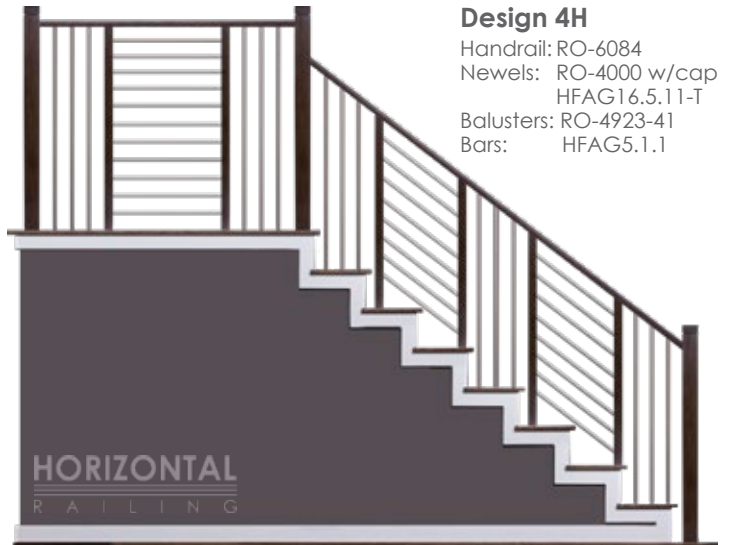 Design 4H
Handrail: RO-6084
Newels: RO-4000 w/cap
HFAG16.5.11-T
Balusters: RO-4923-41
Bars: HFAG5.1.1
HORIZONTAL
RAILING